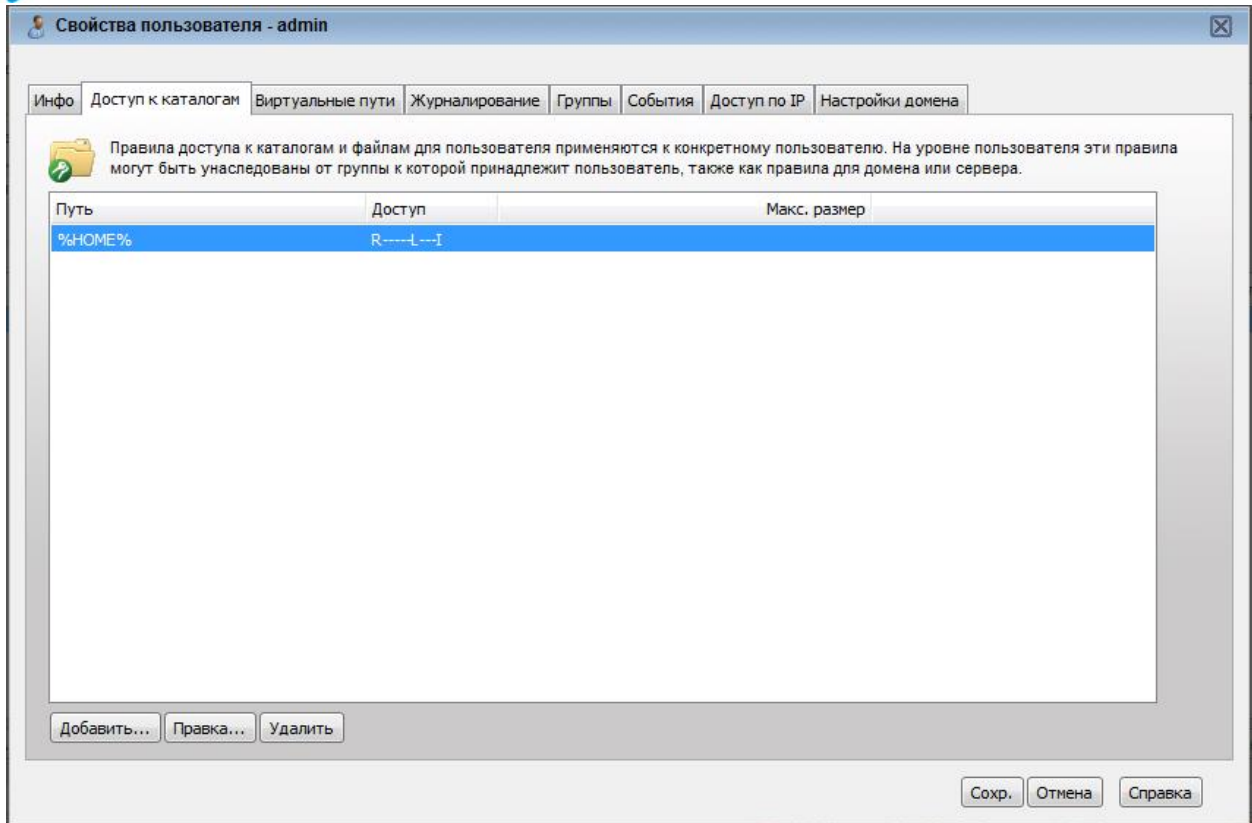 Свойства пользователя - admin
Инфо Доступ к каталогам Виртуальные пути Журналирование Группы События Доступ по IP Настройки домена
Правила доступа к каталогам и файлам для пользователя применяются к конкретному пользователю. На уровне пользователя эти правила
могут быть унаследованы от группы к которой принадлежит пользователь, также как правила для домена или сервера.
Путь Доступ Макс. размер
%HOME% R-----L---I
Добавить... Правка... Удалить
Сохр. Отмена Справка